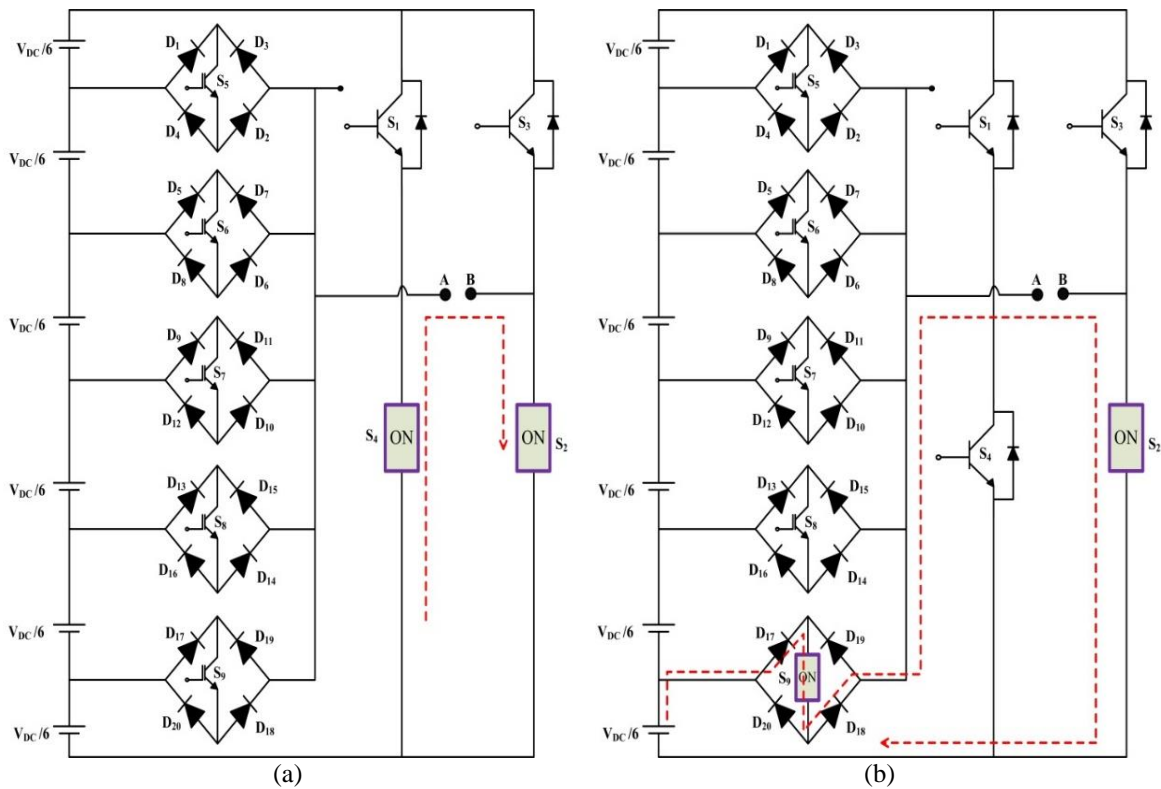 V_DC/6
D₁
D₃
S₅
D₄
D₂
S₁
S₃
V_DC/6
D₅
D₇
S₆
D₈
D₆
A B
V_DC/6
D₉
D₁₁
S₇
D₁₂
D₁₀
S₄
ON
ON
S₂
V_DC/6
D₁₃
D₁₅
S₈
D₁₆
D₁₄
V_DC/6
D₁₇
D₁₉
S₉
D₂₀
D₁₈
V_DC/6
(a)
V_DC/6
D₁
D₃
S₅
D₄
D₂
S₁
S₃
V_DC/6
D₅
D₇
S₆
D₈
D₆
A B
V_DC/6
D₉
D₁₁
S₇
D₁₂
D₁₀
S₄
ON
S₂
V_DC/6
D₁₃
D₁₅
S₈
D₁₆
D₁₄
V_DC/6
D₁₇
D₁₉
S₉
ON
D₂₀
D₁₈
V_DC/6
(b)